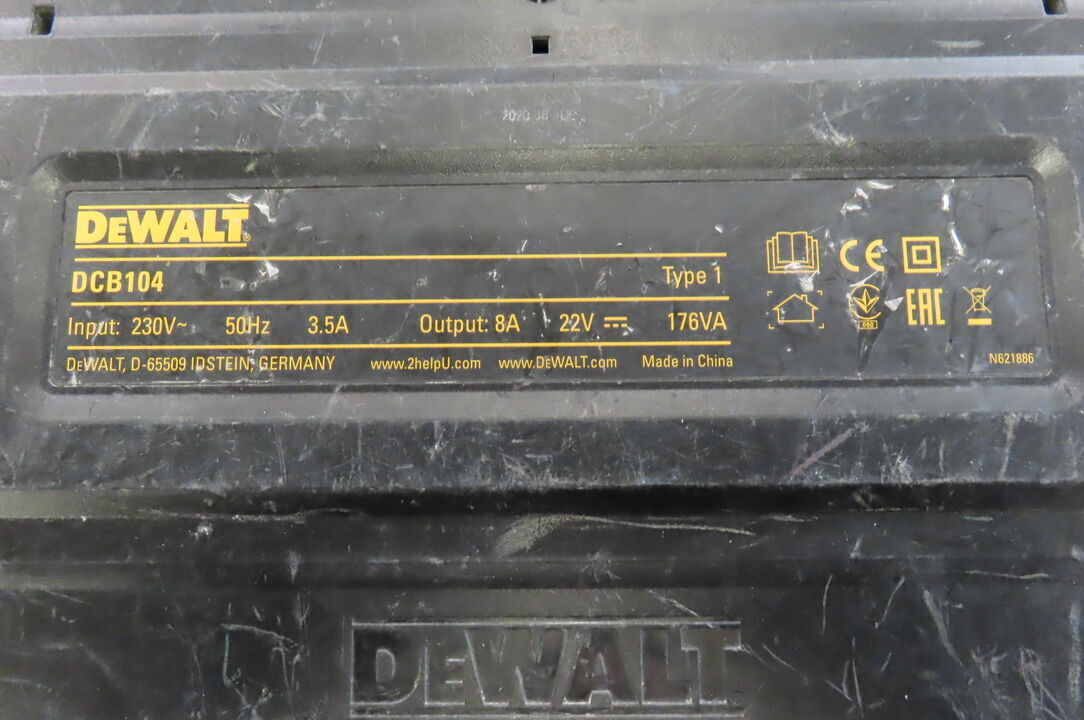 2020
DEWALT®
DCB104 Type 1
Input: 230V~ 50Hz 3.5A Output: 8A 22V ⎓ 176VA
DEWALT, D-65509 IDSTEIN, GERMANY www.2helpU.com www.DEWALT.com Made in China
CE
EAC
N621886
DEWALT